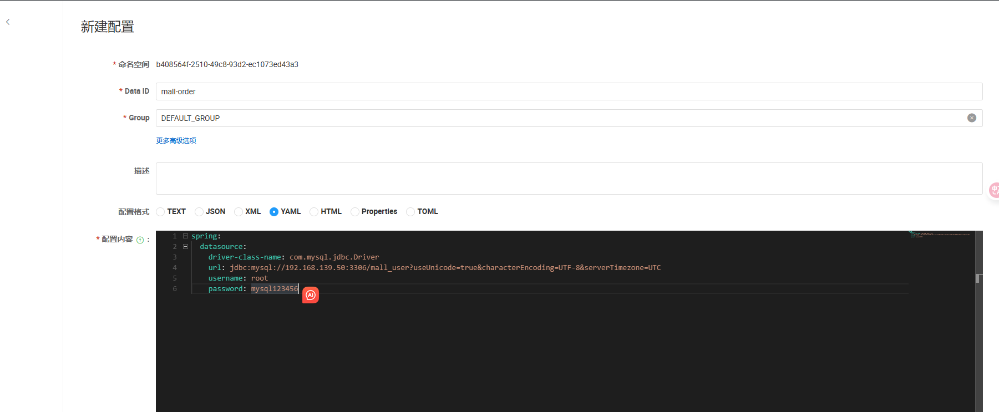 新建配置
* 命名空间 b408564f-2510-49c8-93d2-ec1073ed43a3
* Data ID mall-order
* Group DEFAULT_GROUP
更多高级选项
描述
配置格式 TEXT JSON XML YAML HTML Properties TOML
* 配置内容 ? :
1 spring:
2 datasource:
3 driver-class-name: com.mysql.jdbc.Driver
4 url: jdbc:mysql://192.168.139.50:3306/mall_user?useUnicode=true&characterEncoding=UTF-8&serverTimezone=UTC
5 username: root
6 password: mysql123456
AI